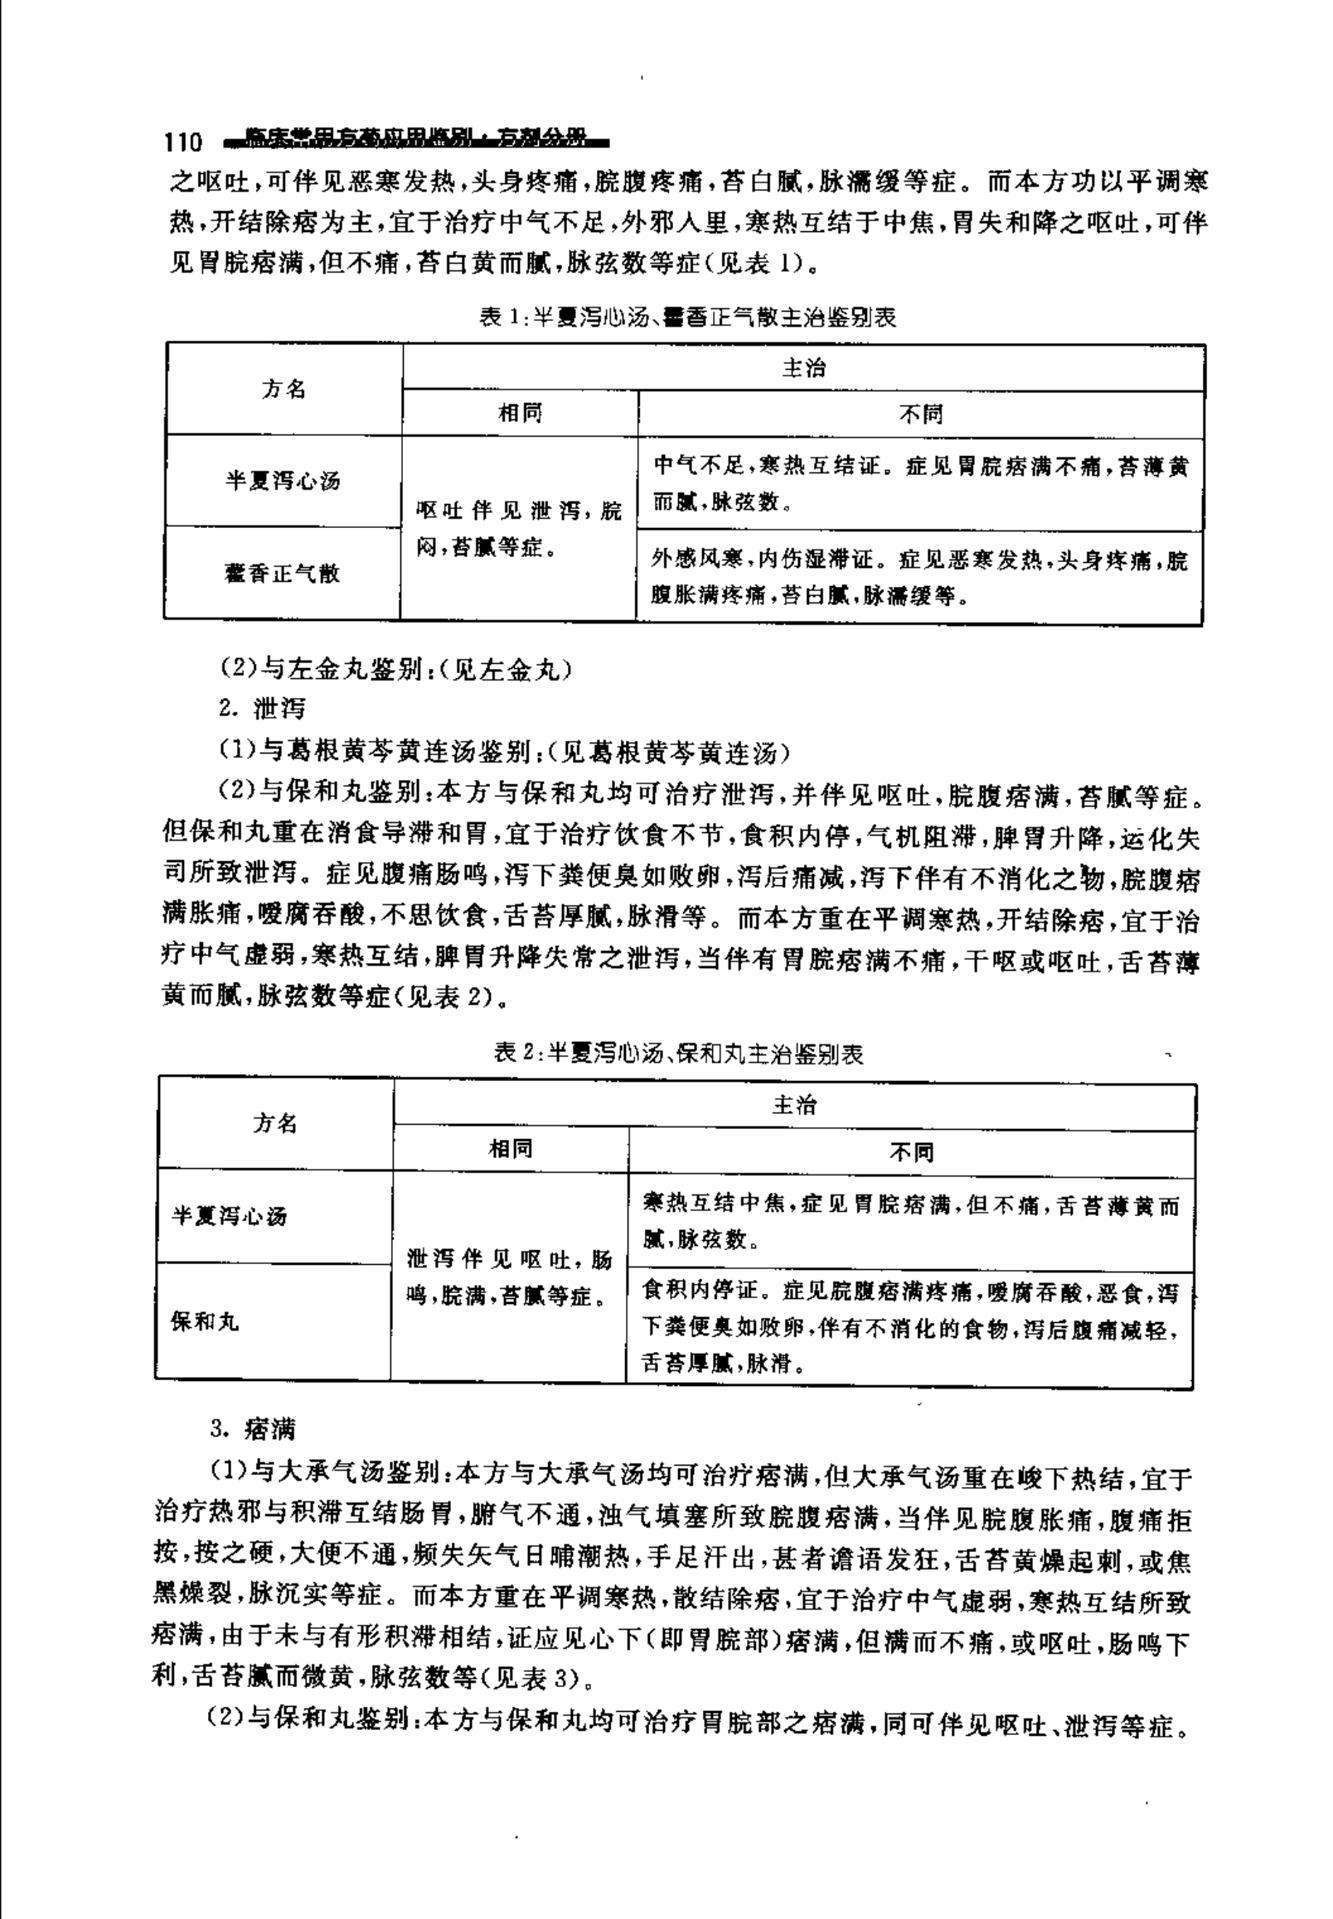 110 临床常用方药应用鉴别·方剂分册
之呕吐,可伴见恶寒发热,头身疼痛,脘腹疼痛,苔白腻,脉濡缓等症。而本方功以平调寒
热,开结除痞为主,宜于治疗中气不足,外邪人里,寒热互结于中焦,胃失和降之呕吐,可伴
见胃脘痞满,但不痛,苔白黄而腻,脉弦数等症(见表1)。
表1:半夏泻心汤、藿香正气散主治鉴别表
方名
主治
相同
不同
半夏泻心汤
呕吐伴见泄泻,脘
闷,苔腻等症。
中气不足,寒热互结证。症见胃脘痞满不痛,苔薄黄
而腻,脉弦数。
藿香正气散
外感风寒,内伤湿滞证。症见恶寒发热,头身疼痛,脘
腹胀满疼痛,苔白腻,脉濡缓等。
(2)与左金丸鉴别:(见左金丸)
2. 泄泻
(1)与葛根黄芩黄连汤鉴别:(见葛根黄芩黄连汤)
(2)与保和丸鉴别:本方与保和丸均可治疗泄泻,并伴见呕吐,脘腹痞满,苔腻等症。
但保和丸重在消食导滞和胃,宜于治疗饮食不节,食积内停,气机阻滞,脾胃升降,运化失
司所致泄泻。症见腹痛肠鸣,泻下粪便臭如败卵,泻后痛减,泻下伴有不消化之物,脘腹痞
满胀痛,嗳腐吞酸,不思饮食,舌苔厚腻,脉滑等。而本方重在平调寒热,开结除痞,宜于治
疗中气虚弱,寒热互结,脾胃升降失常之泄泻,当伴有胃脘痞满不痛,干呕或呕吐,舌苔薄
黄而腻,脉弦数等症(见表2)。
表2:半夏泻心汤、保和丸主治鉴别表
方名
主治
相同
不同
半夏泻心汤
泄泻伴见呕吐,肠
鸣,脘满,苔腻等症。
寒热互结中焦,症见胃脘痞满,但不痛,舌苔薄黄而
腻,脉弦数。
保和丸
食积内停证。症见脘腹痞满疼痛,嗳腐吞酸,恶食,泻
下粪便臭如败卵,伴有不消化的食物,泻后腹痛减轻,
舌苔厚腻,脉滑。
3. 痞满
(1)与大承气汤鉴别:本方与大承气汤均可治疗痞满,但大承气汤重在峻下热结,宜于
治疗热邪与积滞互结肠胃,腑气不通,浊气填塞所致脘腹痞满,当伴见脘腹胀痛,腹痛拒
按,按之硬,大便不通,频失矢气日晡潮热,手足汗出,甚者谵语发狂,舌苔黄燥起刺,或焦
黑燥裂,脉沉实等症。而本方重在平调寒热,散结除痞,宜于治疗中气虚弱,寒热互结所致
痞满,由于未与有形积滞相结,证应见心下(即胃脘部)痞满,但满而不痛,或呕吐,肠鸣下
利,舌苔腻而微黄,脉弦数等(见表3)。
(2)与保和丸鉴别:本方与保和丸均可治疗胃脘部之痞满,同可伴见呕吐、泄泻等症。